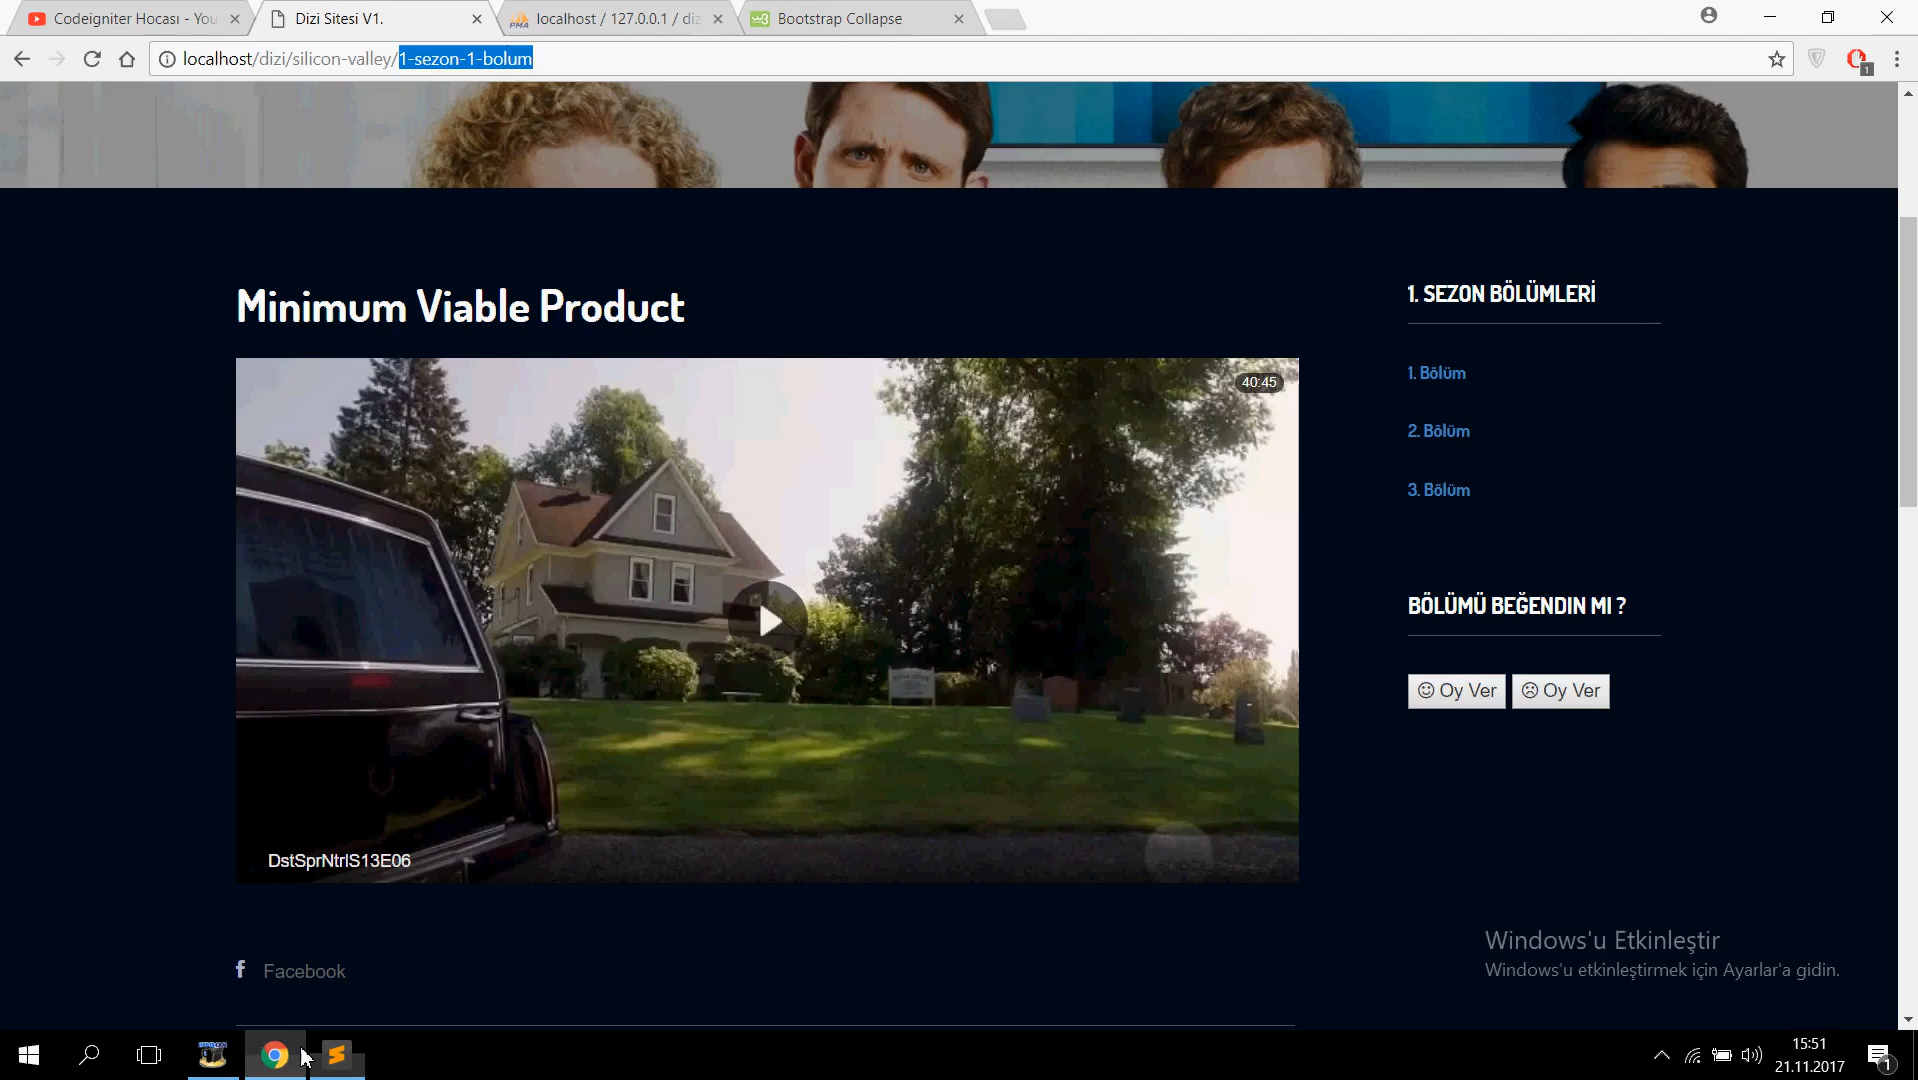 Codeigniter Hocası - You
Dizi Sitesi V1.
localhost / 127.0.0.1 / diz
Bootstrap Collapse
localhost/dizi/silicon-valley/1-sezon-1-bolum
1
Minimum Viable Product
1. SEZON BÖLÜMLERİ
40:45
1. Bölüm
2. Bölüm
3. Bölüm
BÖLÜMÜ BEĞENDIN MI ?
Oy Ver
Oy Ver
DstSprNtrlS13E06
Windows'u Etkinleştir
Windows'u etkinleştirmek için Ayarlar'a gidin.
Facebook
15:51
21.11.2017
1